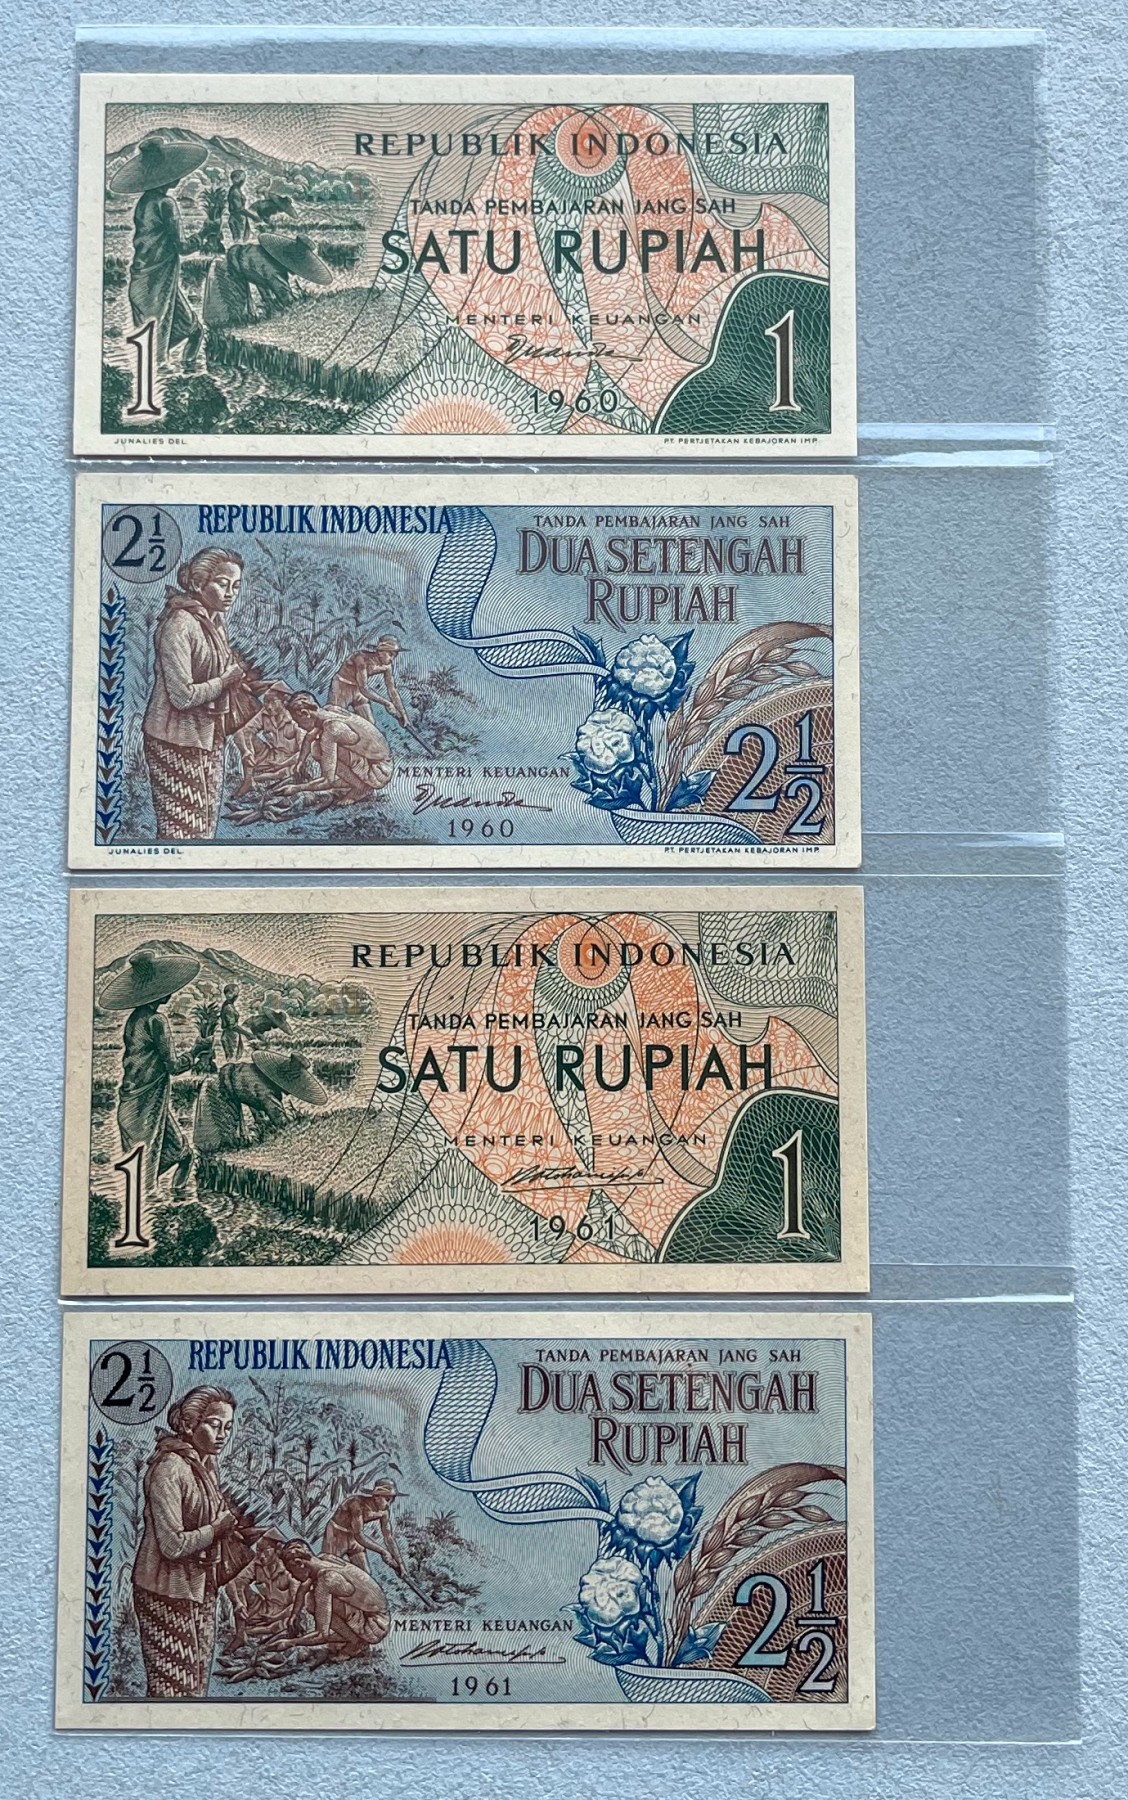 REPUBLIK INDONESIA
TANDA PEMBAJARAN JANG SAH
SATU RUPIAH
MENTERI KEUANGAN
1960
1
1
JUNALIES DEL.
PT. PERTJETAKAN KEBAJORAN IMP.
2½
REPUBLIK INDONESIA
TANDA PEMBAJARAN JANG SAH
DUA SETENGAH
RUPIAH
MENTERI KEUANGAN
1960
2½
JUNALIES DEL.
PT. PERTJETAKAN KEBAJORAN IMP.
REPUBLIK INDONESIA
TANDA PEMBAJARAN JANG SAH
SATU RUPIAH
MENTERI KEUANGAN
1961
1
1
2½
REPUBLIK INDONESIA
TANDA PEMBAJARAN JANG SAH
DUA SETENGAH
RUPIAH
MENTERI KEUANGAN
1961
2½